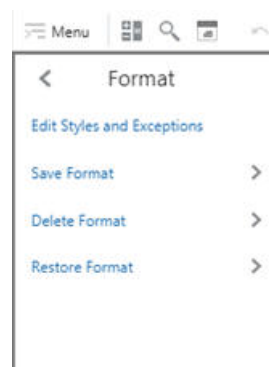 Menu
Format
Edit Styles and Exceptions
Save Format
Delete Format
Restore Format